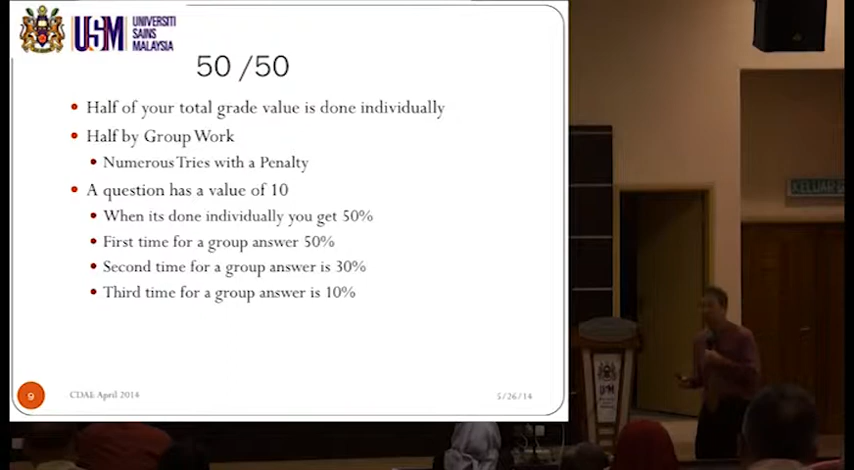 USM
UNIVERSITI
SAINS
MALAYSIA
50 /50
Half of your total grade value is done individually
Half by Group Work
Numerous Tries with a Penalty
A question has a value of 10
When its done individually you get 50%
First time for a group answer 50%
Second time for a group answer is 30%
Third time for a group answer is 10%
9
CDAE April 2014
5/26/14
KELUAR
USM